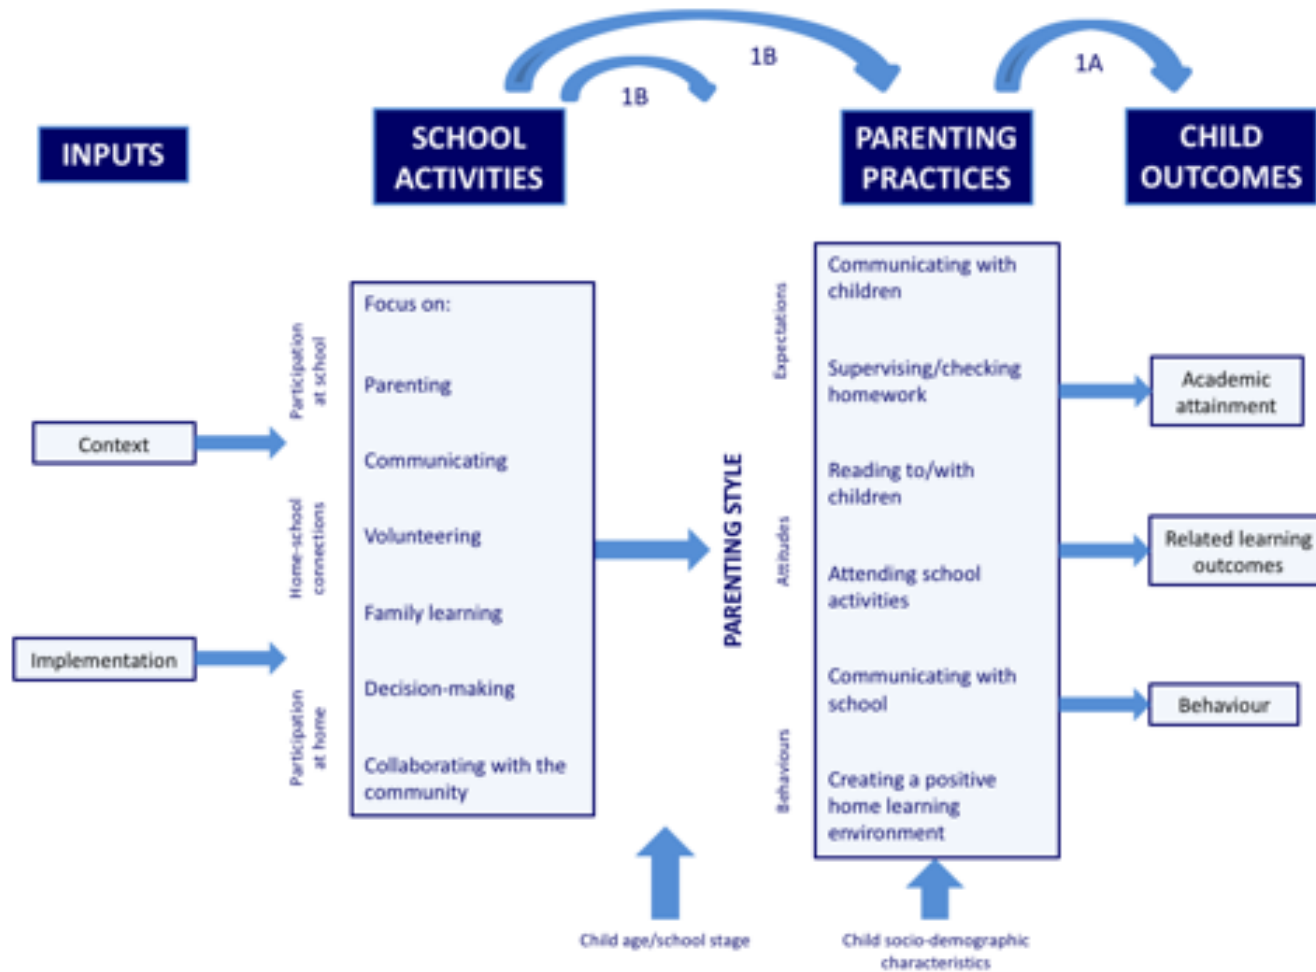 1B
1B
1A
INPUTS
SCHOOL
ACTIVITIES
PARENTING
PRACTICES
CHILD
OUTCOMES
Context
Implementation
Participation
at school
Home-school
connections
Participation
at home
Focus on:
Parenting
Communicating
Volunteering
Family learning
Decision-making
Collaborating with the
community
PARENTING STYLE
Expectations
Attitudes
Behaviours
Communicating with
children
Supervising/checking
homework
Reading to/with
children
Attending school
activities
Communicating with
school
Creating a positive
home learning
environment
Academic
attainment
Related learning
outcomes
Behaviour
Child age/school stage
Child socio-demographic
characteristics